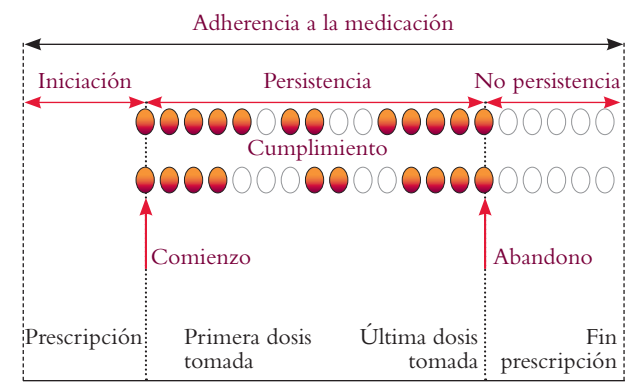 Adherencia a la medicación
Iniciación Persistencia No persistencia
Cumplimiento
Comienzo Abandono
Prescripción Primera dosis Última dosis Fin
tomada tomada prescripción